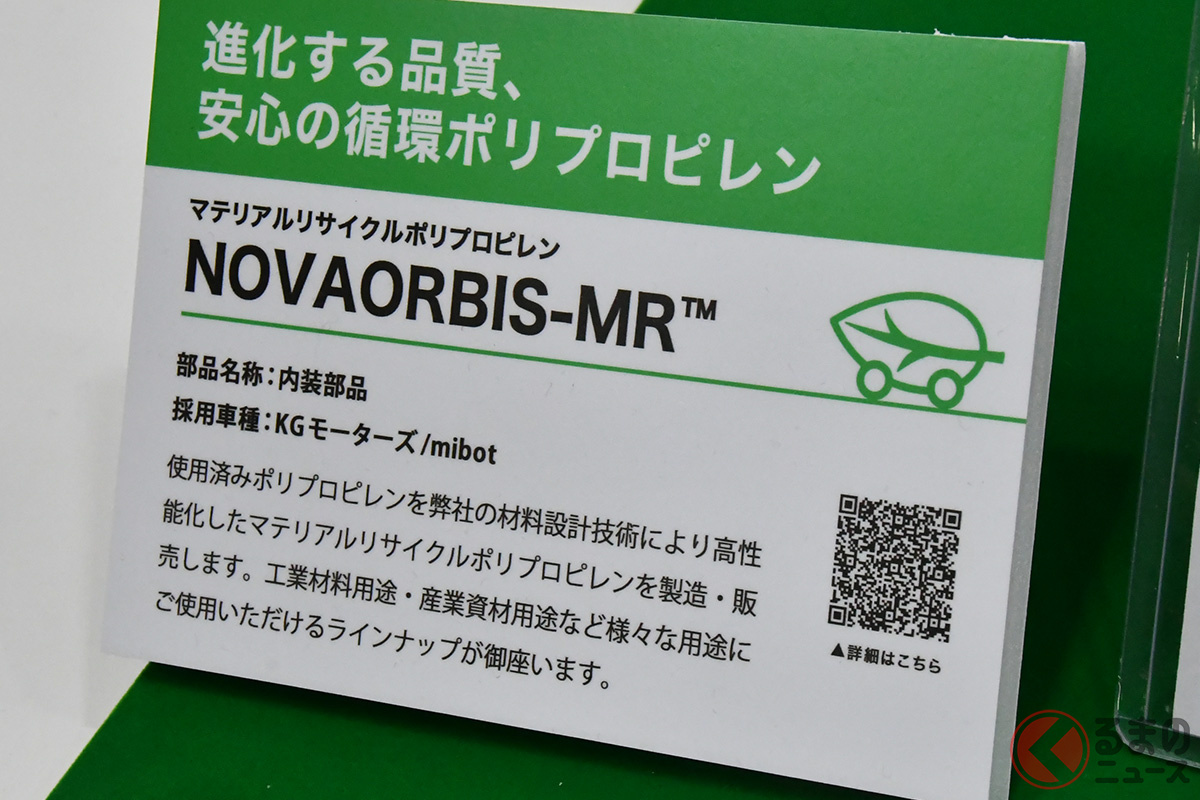 進化する品質、
安心の循環ポリプロピレン
マテリアルリサイクルポリプロピレン
NOVAORBIS-MR™
部品名称：内装部品
採用車種：KGモーターズ/mibot
使用済みポリプロピレンを弊社の材料設計技術により高性
能化したマテリアルリサイクルポリプロピレンを製造・販
売します。工業材料用途・産業資材用途など様々な用途に
ご使用いただけるラインナップが御座います。
▲詳細はこちら
くるまの
ニュース